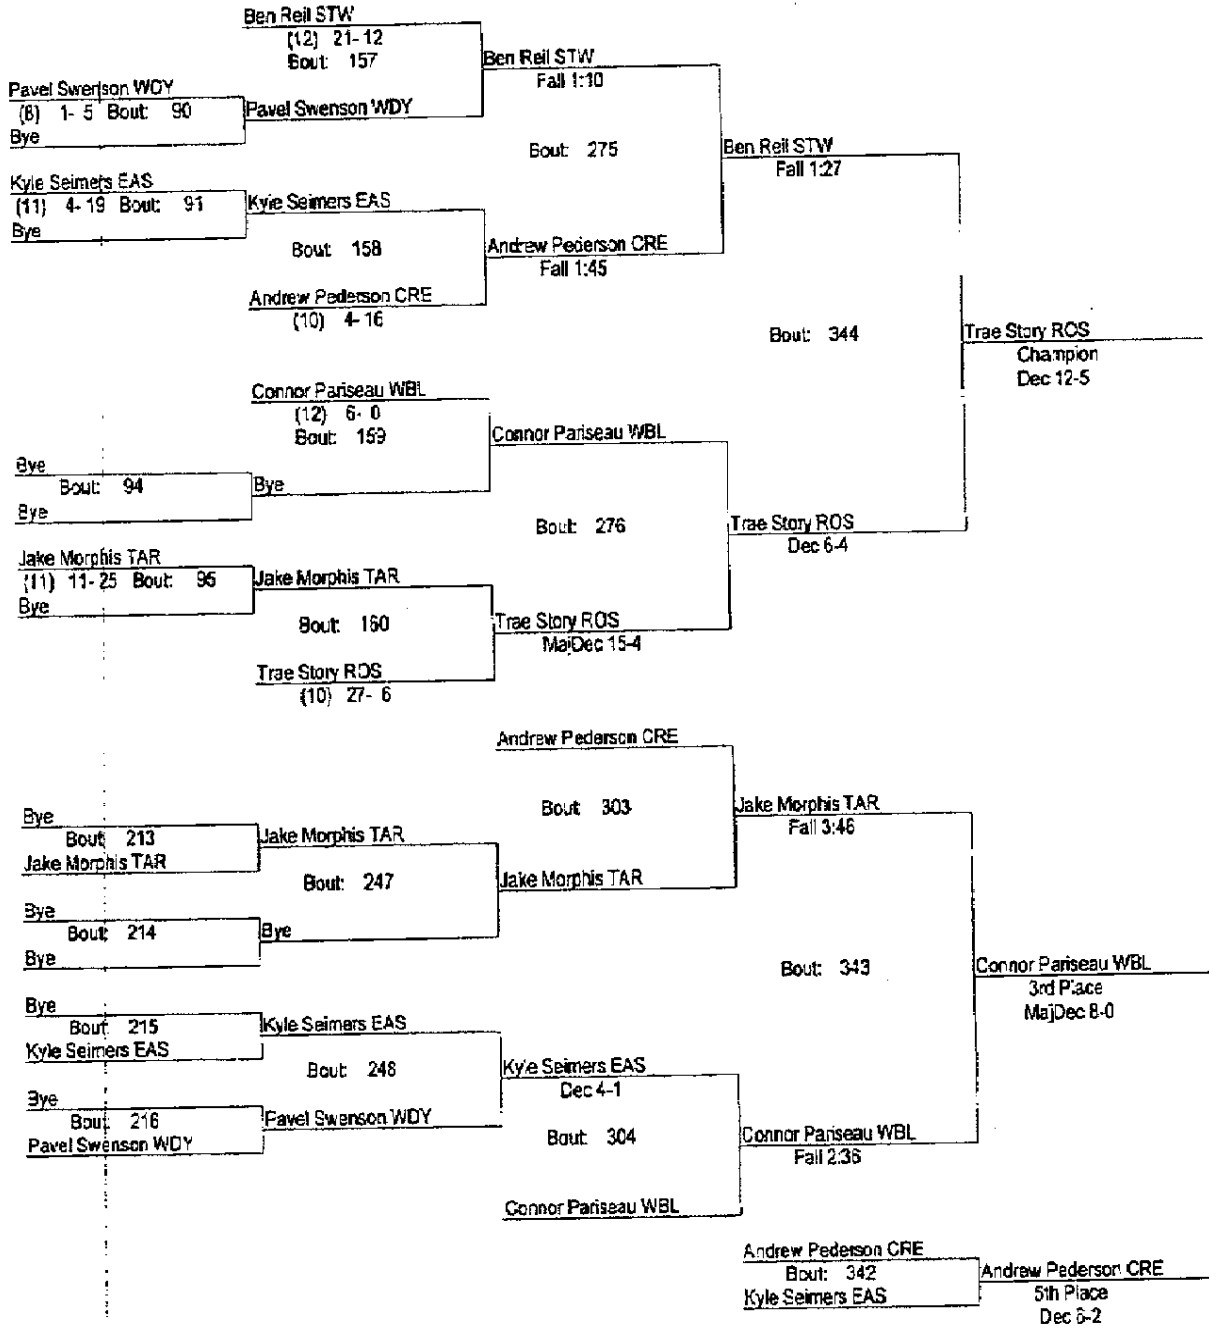 Ben Reil STW
(12) 21-12
Bout: 157
Ben Reil STW
Fall 1:10
Pavel Swenson WDY
(8) 1- 5 Bout: 90
Bye
Pavel Swenson WDY
Bout: 275
Ben Reil STW
Fall 1:27
Kyle Seimers EAS
(11) 4-19 Bout: 91
Bye
Kyle Seimers EAS
Bout: 158
Andrew Pederson CRE
Fall 1:45
Andrew Pederson CRE
(10) 4-16
Bout: 344
Trae Story ROS
Champion
Dec 12-5
Connor Pariseau WBL
(12) 6- 0
Bout: 159
Connor Pariseau WBL
Bye
Bout: 94
Bye
Bye
Bout: 276
Trae Story ROS
Dec 6-4
Jake Morphis TAR
(11) 11-25 Bout: 95
Bye
Jake Morphis TAR
Bout: 160
Trae Story ROS
MajDec 15-4
Trae Story ROS
(10) 27- 6
Andrew Pederson CRE
Bout: 303
Jake Morphis TAR
Fall 3:46
Bye
Bout: 213
Jake Morphis TAR
Jake Morphis TAR
Bout: 247
Jake Morphis TAR
Bye
Bout: 214
Bye
Bye
Bout: 343
Connor Pariseau WBL
3rd Place
MajDec 8-0
Bye
Bout: 215
Kyle Seimers EAS
Kyle Seimers EAS
Bout: 248
Kyle Seimers EAS
Dec 4-1
Bye
Bout: 216
Pavel Swenson WDY
Pavel Swenson WDY
Bout: 304
Connor Pariseau WBL
Fall 2:36
Connor Pariseau WBL
Andrew Pederson CRE
Bout: 342
Kyle Seimers EAS
Andrew Pederson CRE
5th Place
Dec 6-2